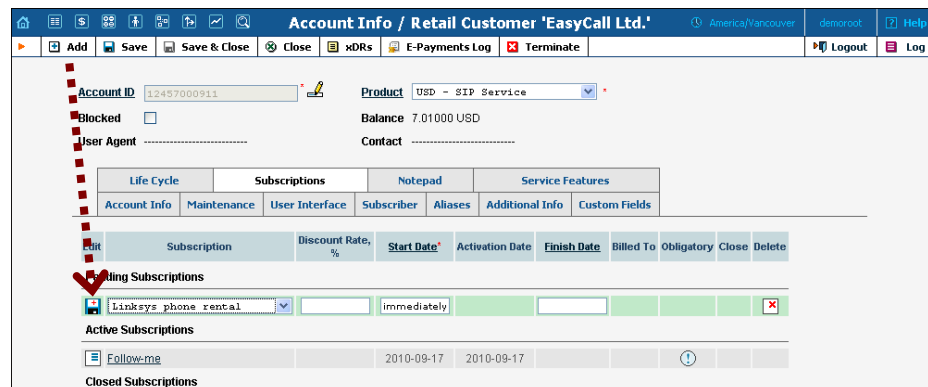 Account Info / Retail Customer 'EasyCall Ltd.' America/Vancouver demoroot Help
Add Save Save & Close Close xDRs E-Payments Log Terminate Logout Log
Account ID 12457000911 * Product USD - SIP Service *
Blocked Balance 7.01000 USD
User Agent ---------------------------- Contact ----------------------------
Life Cycle Subscriptions Notepad Service Features
Account Info Maintenance User Interface Subscriber Aliases Additional Info Custom Fields
Edit Subscription Discount Rate, % Start Date* Activation Date Finish Date Billed To Obligatory Close Delete
Pending Subscriptions
Linksys phone rental immediately
Active Subscriptions
Follow-me 2010-09-17 2010-09-17
Closed Subscriptions